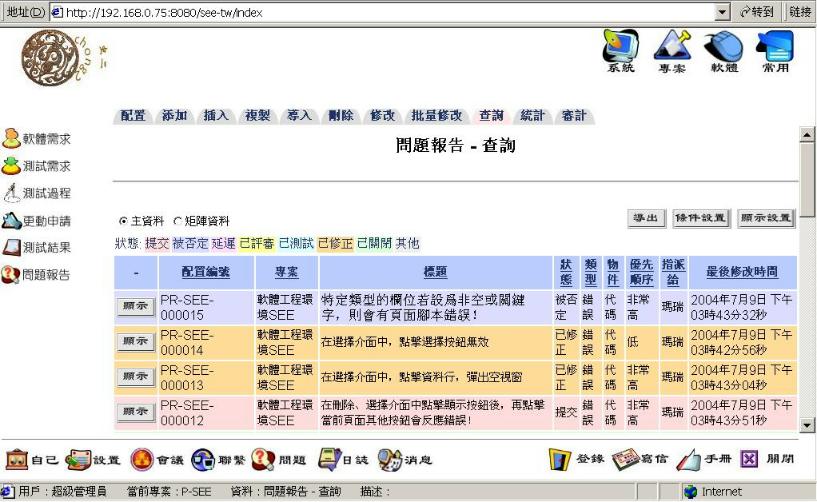 地址(D) http://192.168.0.75:8080/see-tw/index 转到 链接
系統 專案 軟體 常用
配置 添加 插入 複製 導入 刪除 修改 批量修改 查詢 統計 審計
問題報告 - 查詢
軟體需求
測試需求
測試過程
更動申請
測試結果
問題報告
主資料 矩陣資料
導出 條件設置 顯示設置
狀態: 提交 被否定 延遲 已評審 已測試 已修正 已關閉 其他
- 配置編號 專案 標題 狀態 類型 物件 優先順序 指派給 最後修改時間
顯示 PR-SEE-000015 軟體工程環境SEE 特定類型的欄位若設爲非空或關鍵字，則會有頁面腳本錯誤! 被否定 錯誤 代碼 非常高 瑪瑞 2004年7月9日 下午03時43分32秒
顯示 PR-SEE-000014 軟體工程環境SEE 在選擇介面中，點擊選擇按鈕無效 已修正 錯誤 代碼 低 瑪瑞 2004年7月9日 下午03時42分56秒
顯示 PR-SEE-000013 軟體工程環境SEE 在選擇介面中，點擊資料行，彈出空視窗 已修正 錯誤 代碼 非常高 瑪瑞 2004年7月9日 下午03時43分04秒
顯示 PR-SEE-000012 軟體工程環境SEE 在刪除、選擇介面中點擊顯示按鈕後，再點擊當前頁面其他按鈕會反應錯誤! 提交 錯誤 代碼 非常高 瑪瑞 2004年7月9日 下午03時43分51秒
自己 設置 會議 聯繫 問題 日誌 消息 登錄 寫信 手冊 關閉
用戶：超級管理員 當前專案：P-SEE 資料：問題報告 - 查詢 描述： Internet